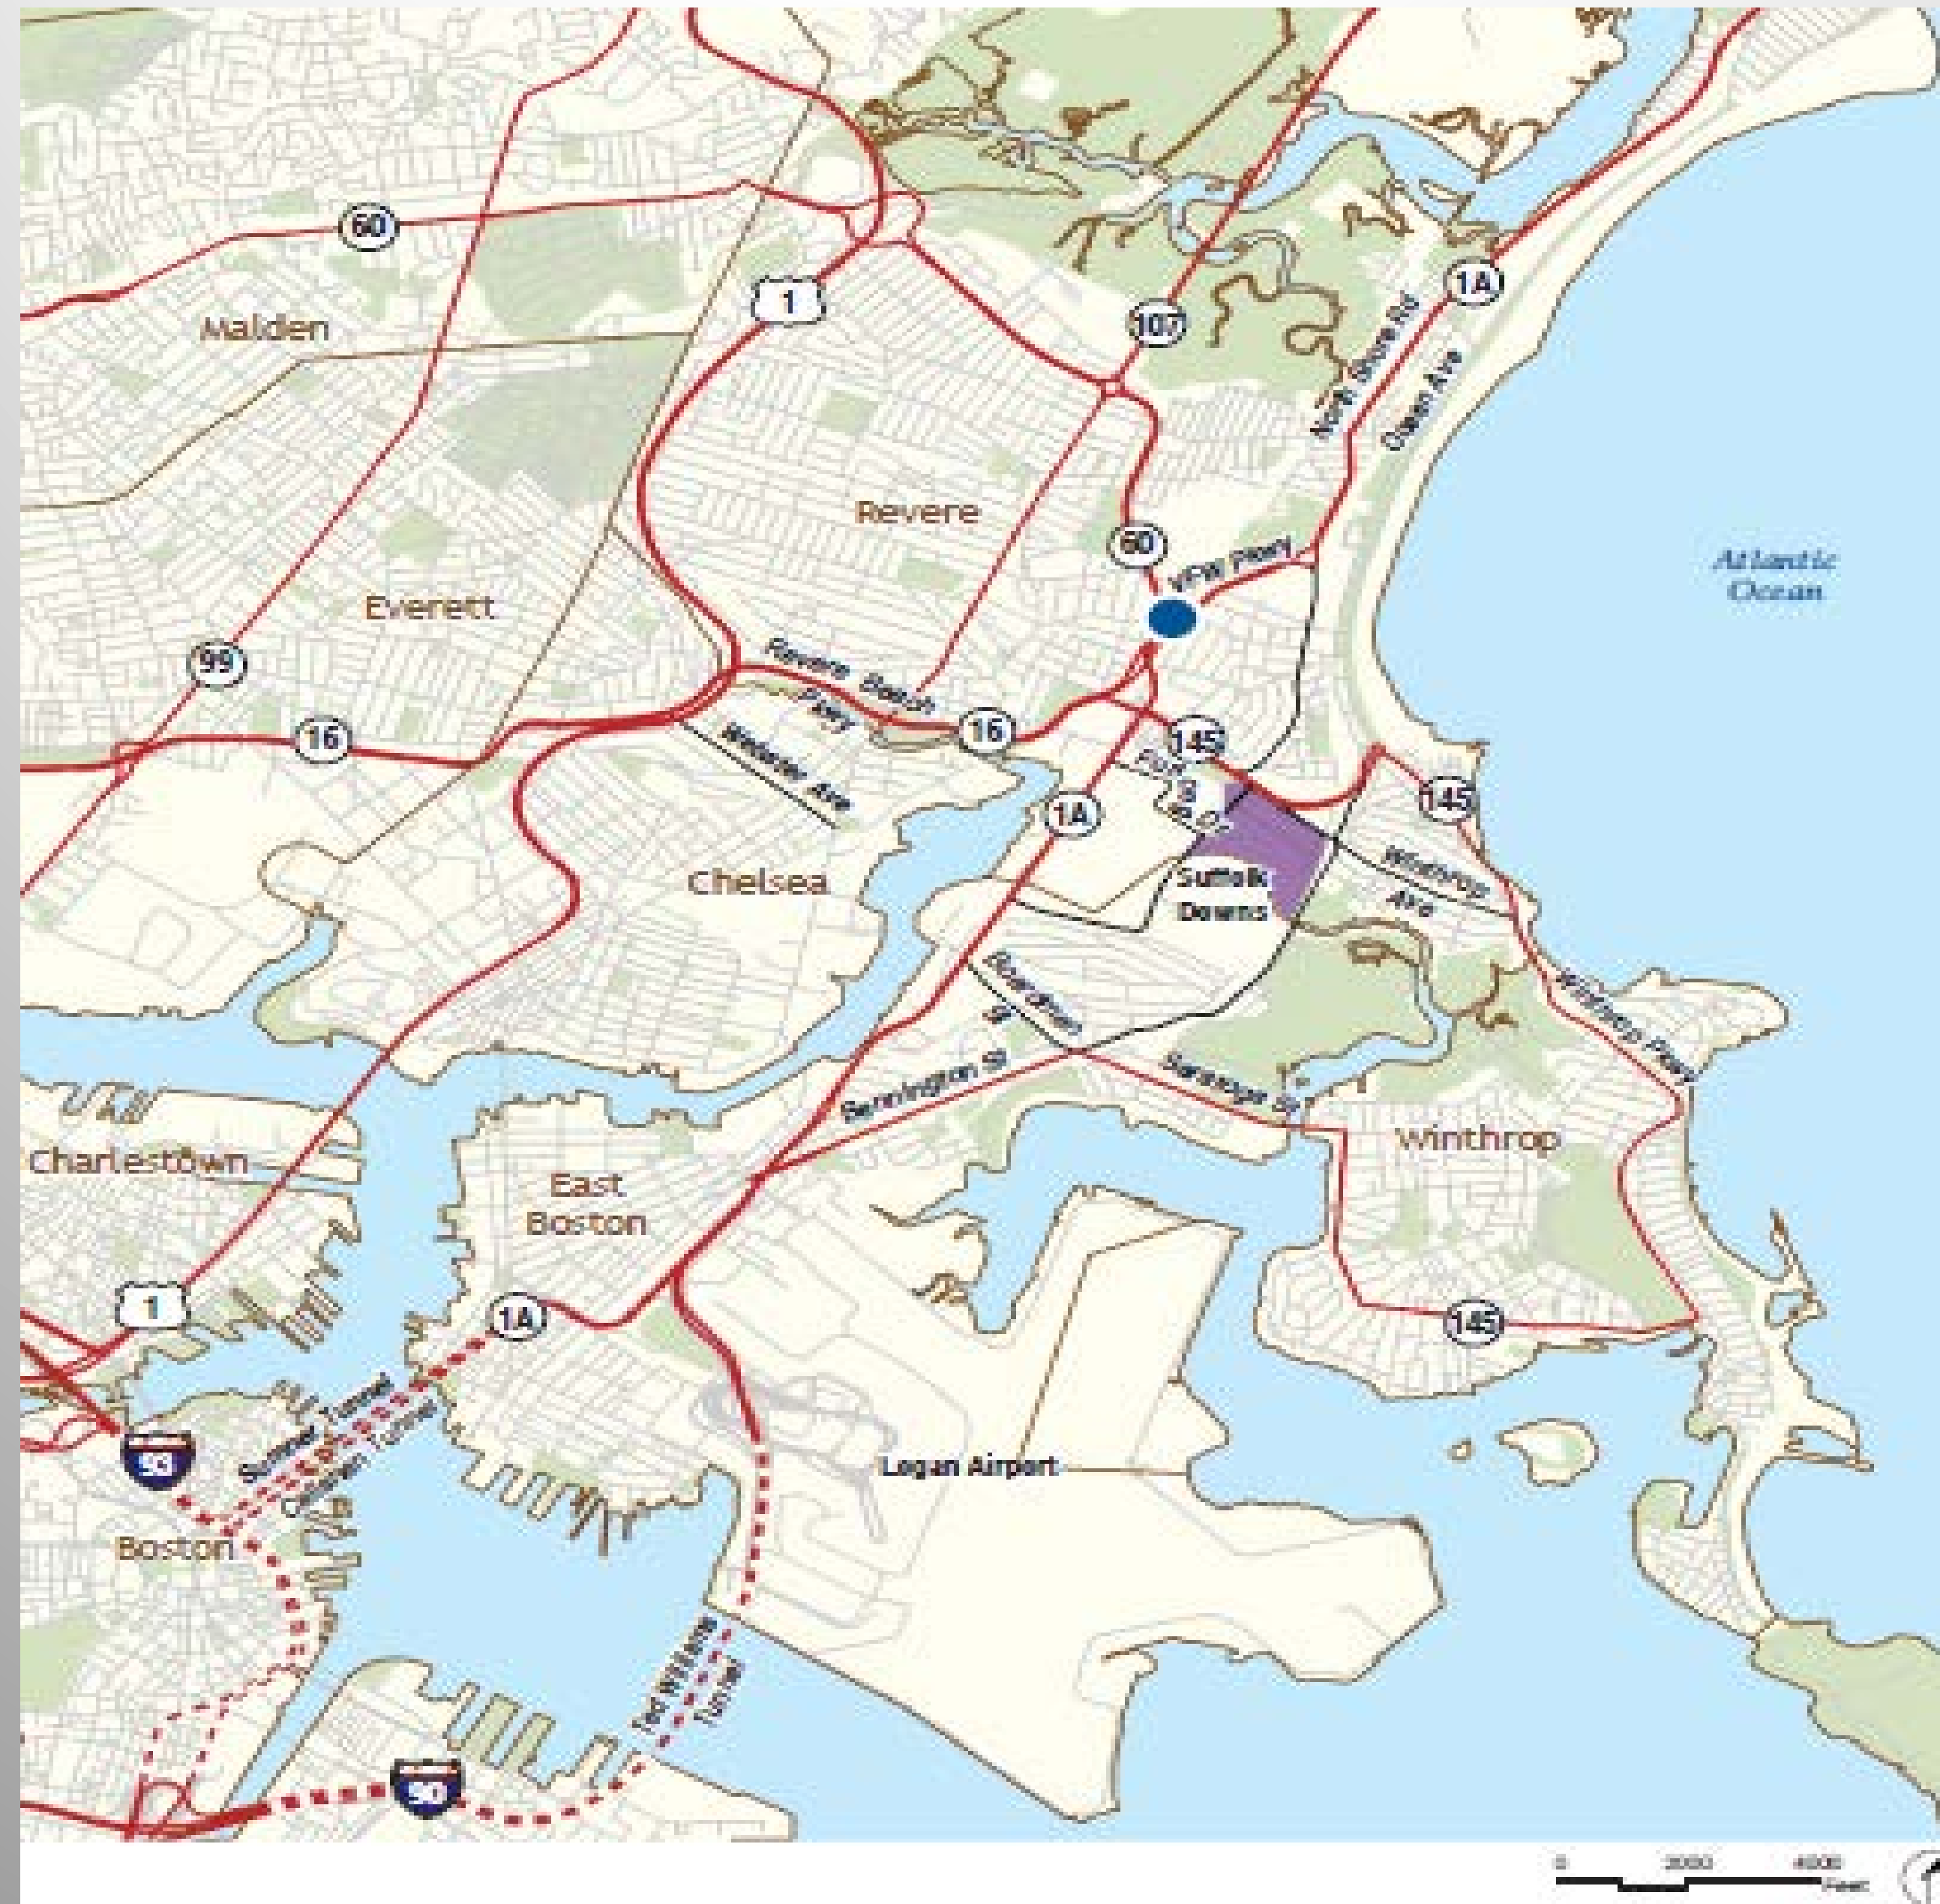 60
1A
1
107
Malden
North Shore Rd
Ocean Ave
Revere
60
VFW Pkwy
Atlantic
Ocean
Everett
99
Revere Beach
Pkwy
16
16
145
Webster Ave
1A
145
Chelsea
Suffolk
Downs
Winthrop
Ave
Boardman
St
Winthrop Pkwy
Bennington St
Saratoga St
Winthrop
Charlestown
East
Boston
1
1A
145
Sumner Tunnel
Callahan Tunnel
93
Logan Airport
Boston
Ted Williams
Tunnel
0 2000 4000
Feet